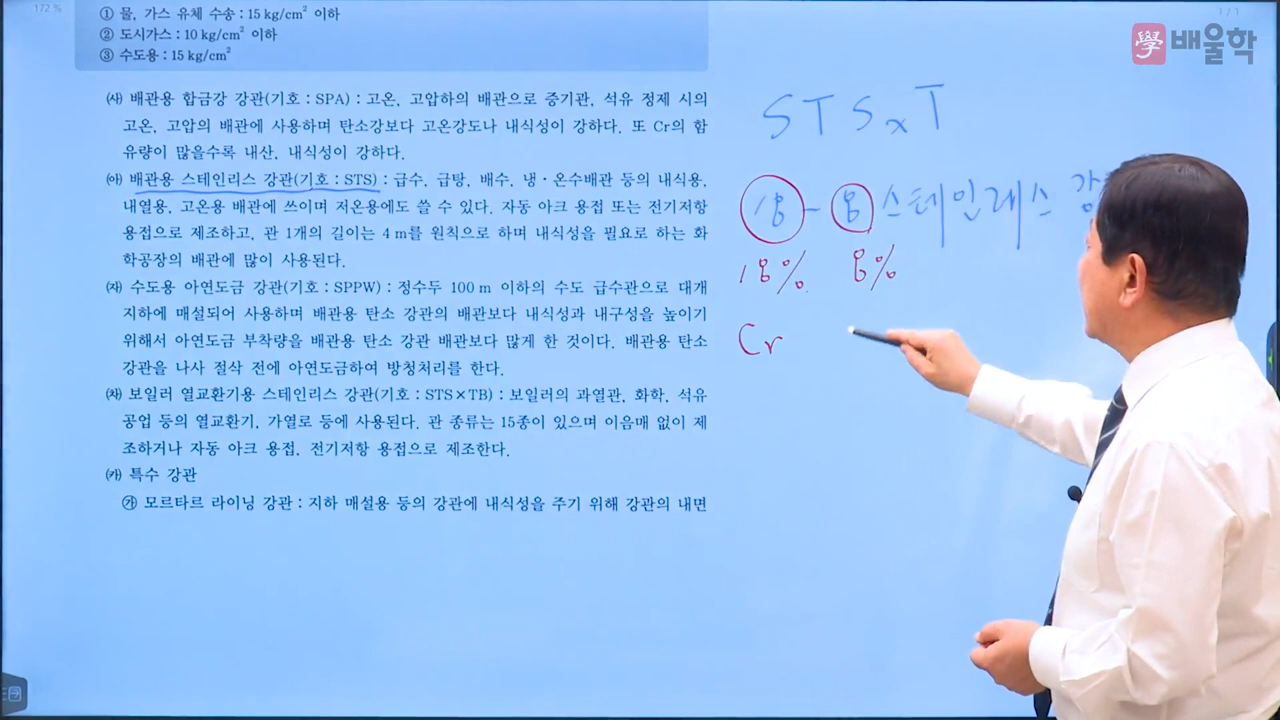 172 %
1 / 1
學 배울학
① 물, 가스 유체 수송 : 15 kg/cm² 이하
② 도시가스 : 10 kg/cm² 이하
③ 수도용 : 15 kg/cm²
㈔ 배관용 합금강 강관(기호 : SPA) : 고온, 고압하의 배관으로 증기관, 석유 정제 시의
고온, 고압의 배관에 사용하며 탄소강보다 고온강도나 내식성이 강하다. 또 Cr의 함
유량이 많을수록 내산, 내식성이 강하다.
㈕ 배관용 스테인리스 강관(기호 : STS) : 급수, 급탕, 배수, 냉·온수배관 등의 내식용,
내열용, 고온용 배관에 쓰이며 저온용에도 쓸 수 있다. 자동 아크 용접 또는 전기저항
용접으로 제조하고, 관 1개의 길이는 4 m를 원칙으로 하며 내식성을 필요로 하는 화
학공장의 배관에 많이 사용된다.
㈖ 수도용 아연도금 강관(기호 : SPPW) : 정수두 100 m 이하의 수도 급수관으로 대개
지하에 매설되어 사용하며 배관용 탄소 강관의 배관보다 내식성과 내구성을 높이기
위해서 아연도금 부착량을 배관용 탄소 강관 배관보다 많게 한 것이다. 배관용 탄소
강관을 나사 절삭 전에 아연도금하여 방청처리를 한다.
㈗ 보일러 열교환기용 스테인리스 강관(기호 : STS×TB) : 보일러의 과열관, 화학, 석유
공업 등의 열교환기, 가열로 등에 사용된다. 관 종류는 15종이 있으며 이음매 없이 제
조하거나 자동 아크 용접, 전기저항 용접으로 제조한다.
㈘ 특수 강관
㉮ 모르타르 라이닝 강관 : 지하 매설용 등의 강관에 내식성을 주기 위해 강관의 내면
STS×T
18 - 8 스테인레스 강
18% 8%
Cr